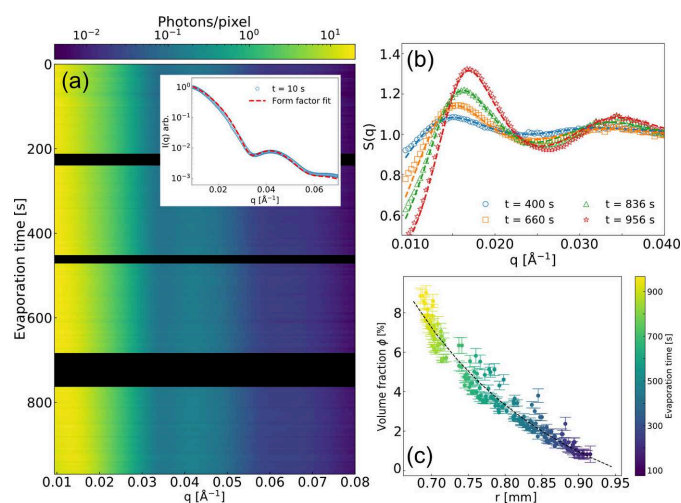 Photons/pixel
10⁻² 10⁻¹ 10⁰ 10¹
(a)
Evaporation time [s]
0
200
400
600
800
0.01 0.02 0.03 0.04 0.05 0.06 0.07 0.08
q [Å⁻¹]
I(q) arb.
10⁰
10⁻¹
10⁻²
10⁻³
t = 10 s
Form factor fit
0.02 0.04 0.06
q [Å⁻¹]
(b)
S(q)
1.4
1.2
1.0
0.8
0.6
t = 400 s
t = 660 s
t = 836 s
t = 956 s
0.010 0.020 0.030 0.040
q [Å⁻¹]
(c)
Volume fraction ϕ [%]
8
6
4
2
0
0.70 0.75 0.80 0.85 0.90 0.95
r [mm]
Evaporation time [s]
900
700
500
300
100